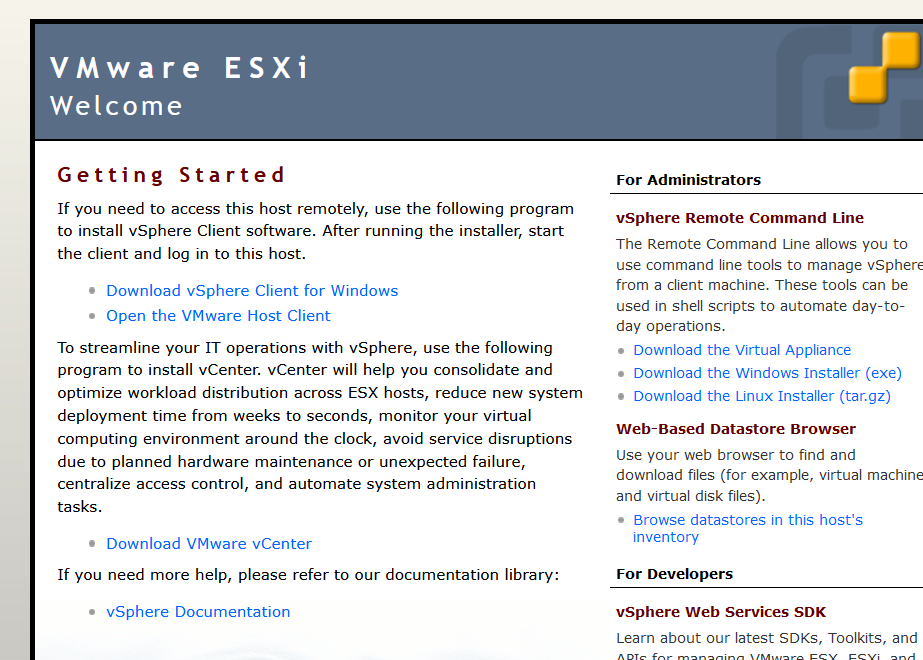 VMware ESXi
Welcome
Getting Started
If you need to access this host remotely, use the following program
to install vSphere Client software. After running the installer, start
the client and log in to this host.
Download vSphere Client for Windows
Open the VMware Host Client
To streamline your IT operations with vSphere, use the following
program to install vCenter. vCenter will help you consolidate and
optimize workload distribution across ESX hosts, reduce new system
deployment time from weeks to seconds, monitor your virtual
computing environment around the clock, avoid service disruptions
due to planned hardware maintenance or unexpected failure,
centralize access control, and automate system administration
tasks.
Download VMware vCenter
If you need more help, please refer to our documentation library:
vSphere Documentation
For Administrators
vSphere Remote Command Line
The Remote Command Line allows you to
use command line tools to manage vSphere
from a client machine. These tools can be
used in shell scripts to automate day-to-
day operations.
Download the Virtual Appliance
Download the Windows Installer (exe)
Download the Linux Installer (tar.gz)
Web-Based Datastore Browser
Use your web browser to find and
download files (for example, virtual machine
and virtual disk files).
Browse datastores in this host's
inventory
For Developers
vSphere Web Services SDK
Learn about our latest SDKs, Toolkits, and
APIs for managing VMware ESX, ESXi, and